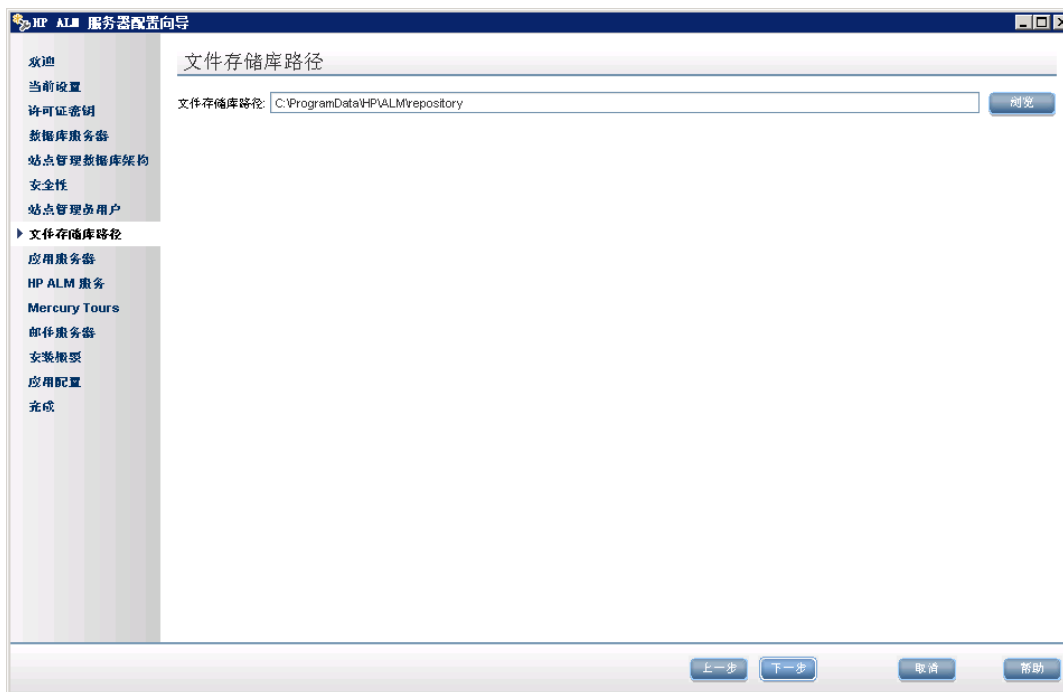 HP ALM 服务器配置向导
欢迎
当前设置
许可证密钥
数据库服务器
站点管理数据库架构
安全性
站点管理员用户
文件存储库路径
应用服务器
HP ALM 服务
Mercury Tours
邮件服务器
安装概要
应用配置
完成
文件存储库路径
文件存储库路径: C:\ProgramData\HP\ALM\repository 浏览
上一步 下一步 取消 帮助